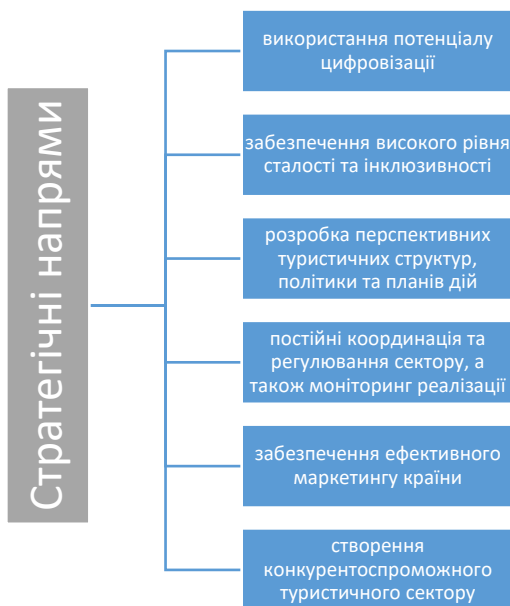 Стратегічні напрями
використання потенціалу
цифровізації
забезпечення високого рівня
сталості та інклюзивності
розробка перспективних
туристичних структур,
політики та планів дій
постійні координація та
регулювання сектору, а
також моніторинг реалізації
забезпечення ефективного
маркетингу країни
створення
конкурентоспроможного
туристичного сектору